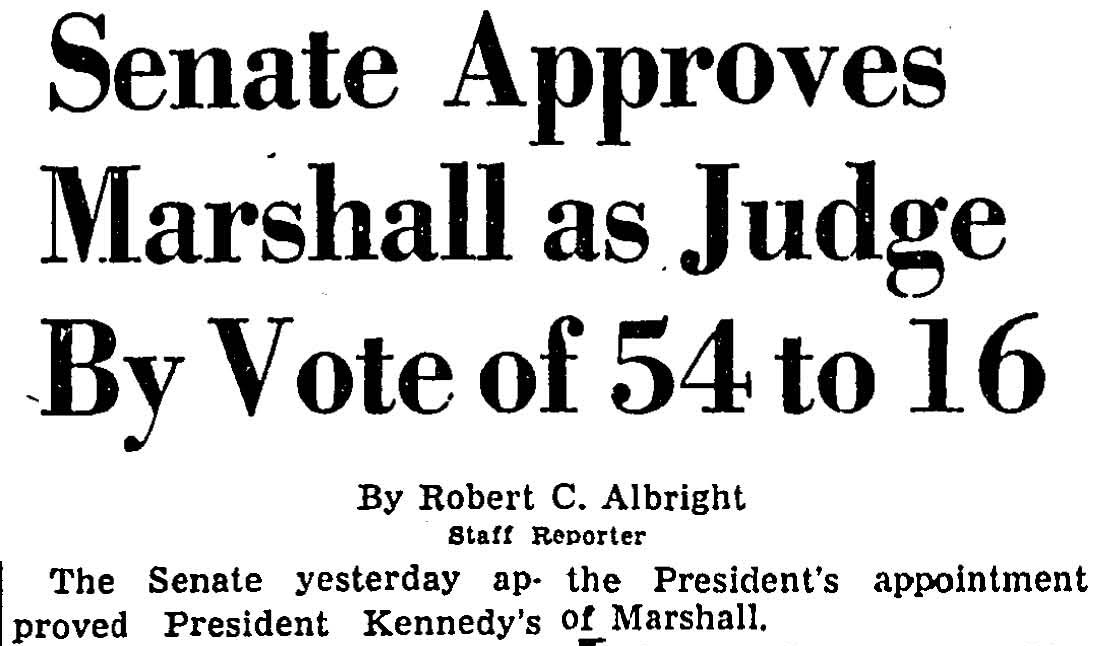 Senate Approves
Marshall as Judge
By Vote of 54 to 16
By Robert C. Albright
Staff Reporter
The Senate yesterday ap-
proved President Kennedy's
the President's appointment
of Marshall.